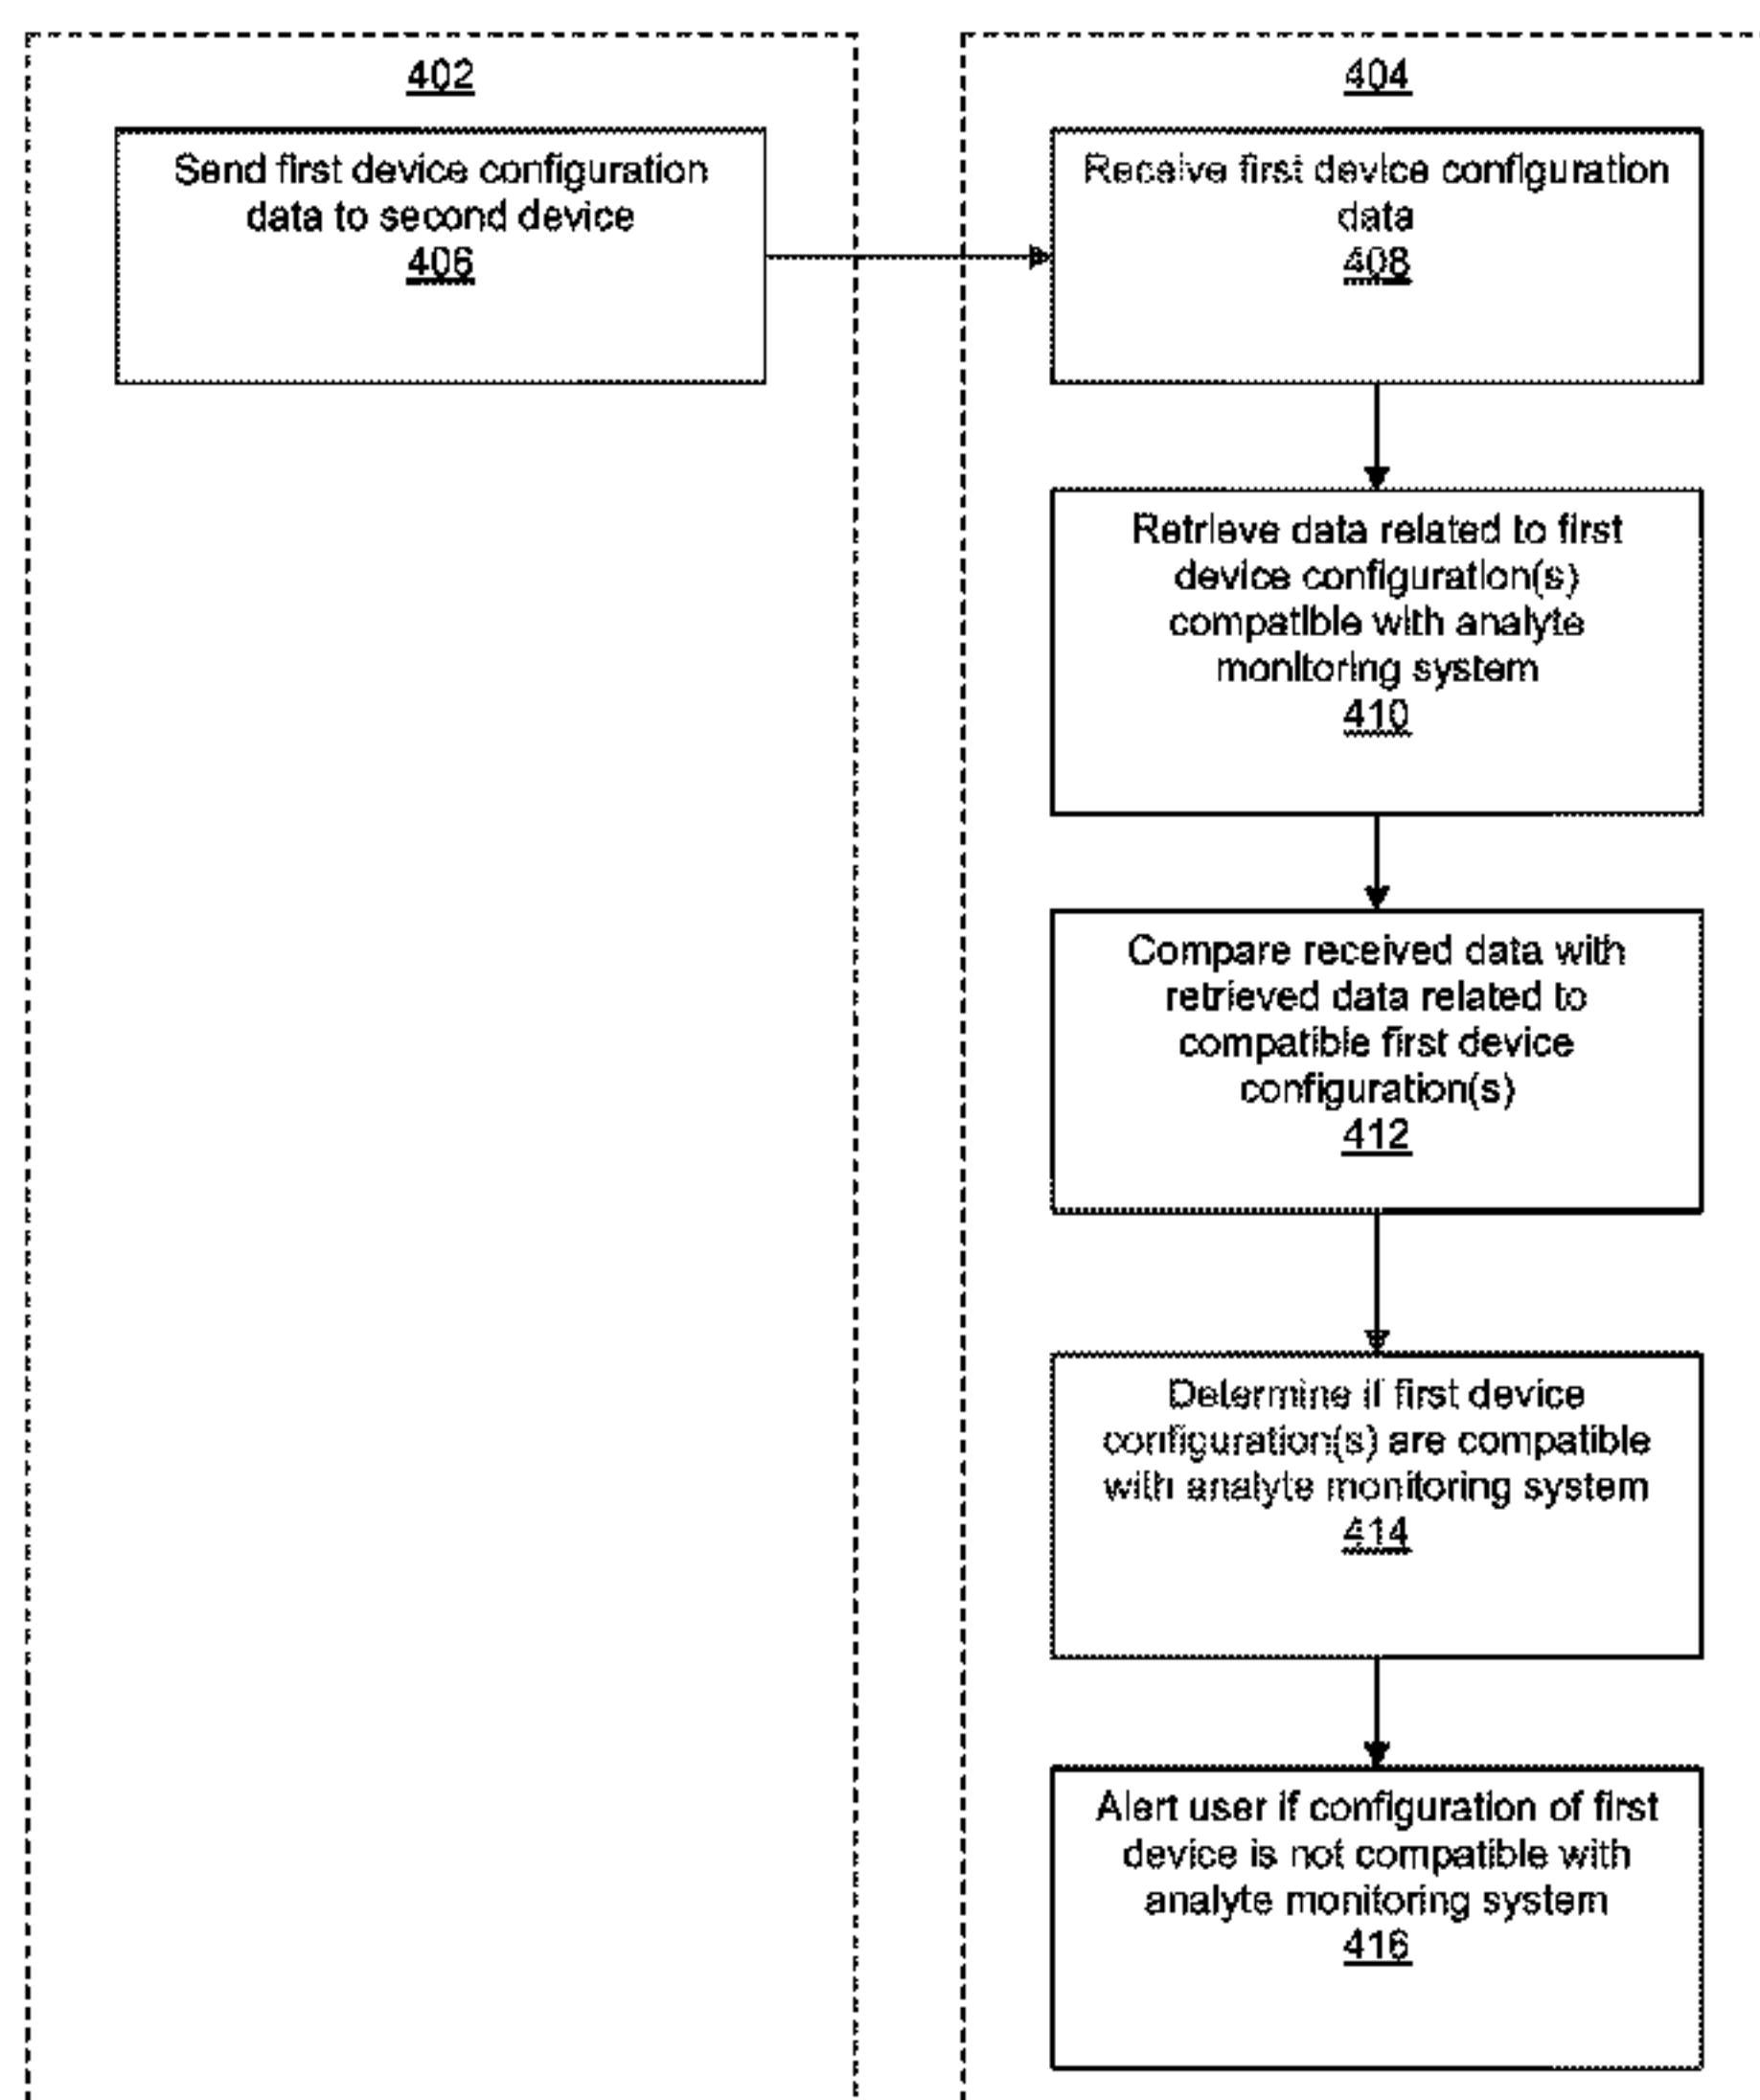 402
Send first device configuration
data to second device
406
404
Receive first device configuration
data
408
Retrieve data related to first
device configuration(s)
compatible with analyte
monitoring system
410
Compare received data with
retrieved data related to
compatible first device
configuration(s)
412
Determine if first device
configuration(s) are compatible
with analyte monitoring system
414
Alert user if configuration of first
device is not compatible with
analyte monitoring system
416